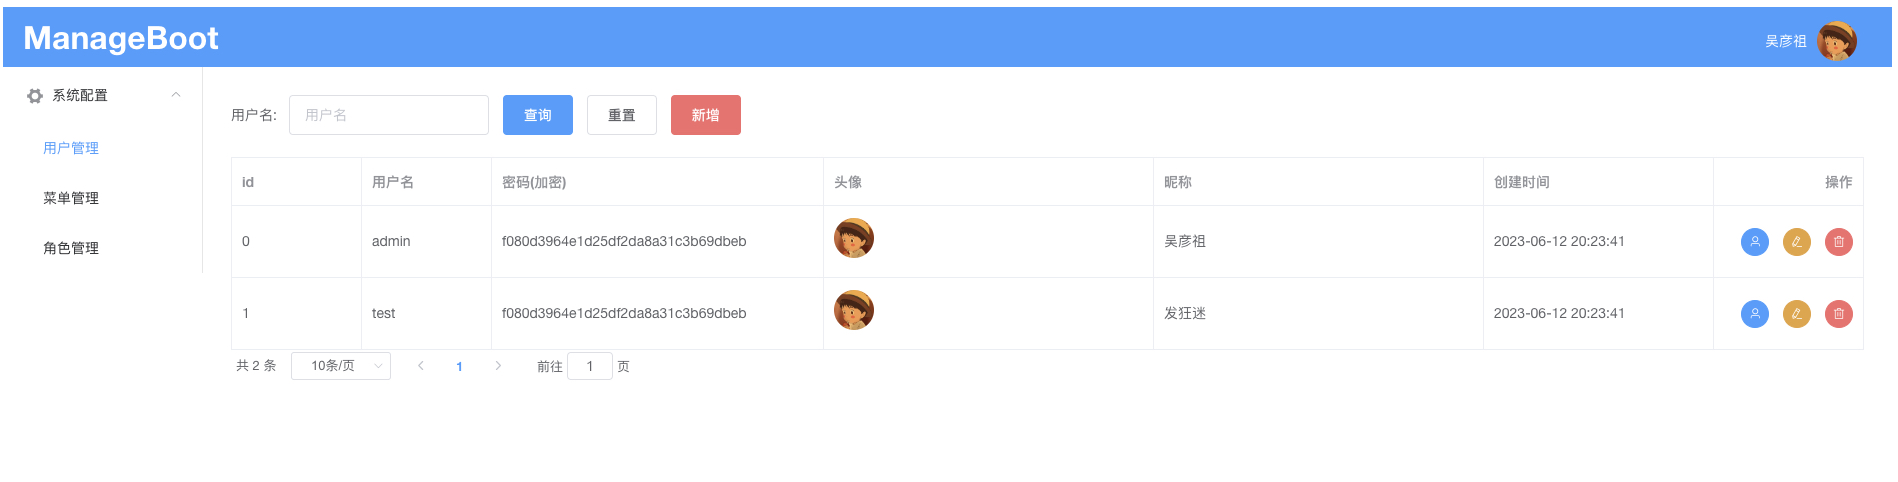 ManageBoot
吴彦祖
系统配置
用户管理
菜单管理
角色管理
用户名: 用户名 查询 重置 新增
id 用户名 密码(加密) 头像 昵称 创建时间 操作
0 admin f080d3964e1d25df2da8a31c3b69dbeb 吴彦祖 2023-06-12 20:23:41
1 test f080d3964e1d25df2da8a31c3b69dbeb 发狂迷 2023-06-12 20:23:41
共 2 条 10条/页 1 前往 1 页